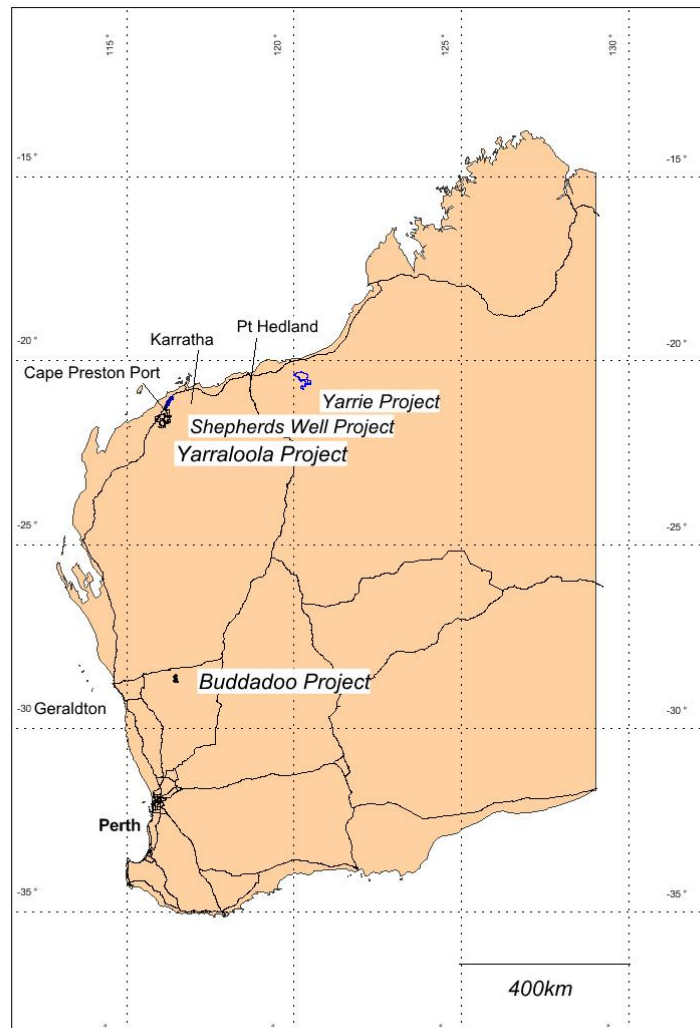 115°
120°
125°
130°
-15°
-15°
-20°
-20°
Pt Hedland
Karratha
Cape Preston Port
Yarrie Project
Shepherds Well Project
Yarraloola Project
-25°
-25°
Buddadoo Project
Geraldton
-30°
-30°
Perth
-35°
-35°
400km